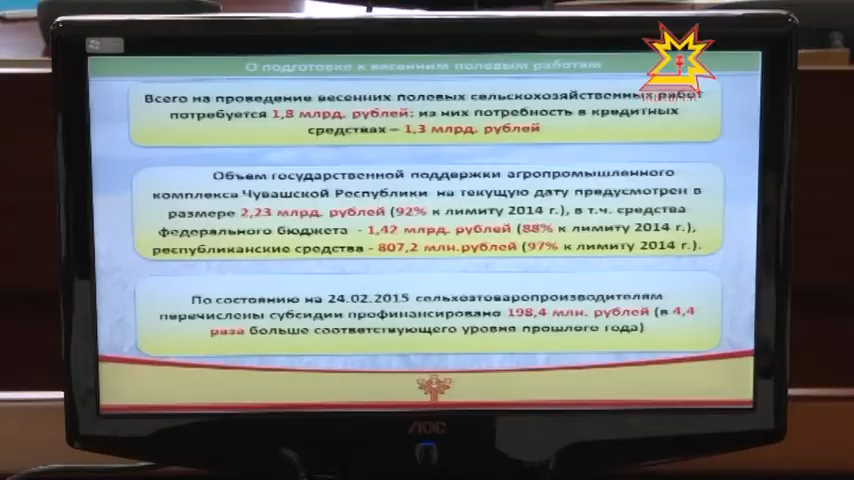 О подготовке к весенним полевым работам
Всего на проведение весенних полевых сельскохозяйственных работ
потребуется 1,8 млрд. рублей: из них потребность в кредитных
средствах – 1,3 млрд. рублей
Объем государственной поддержки агропромышленного
комплекса Чувашской Республики на текущую дату предусмотрен в
размере 2,23 млрд. рублей (92% к лимиту 2014 г.), в т.ч. средства
федерального бюджета - 1,42 млрд. рублей (88% к лимиту 2014 г.),
республиканские средства - 807,2 млн.рублей (97% к лимиту 2014 г.).
По состоянию на 24.02.2015 сельхозтоваропроизводителям
перечислены субсидии профинансировано 198,4 млн. рублей (в 4,4
раза больше соответствующего уровня прошлого года)
AOC